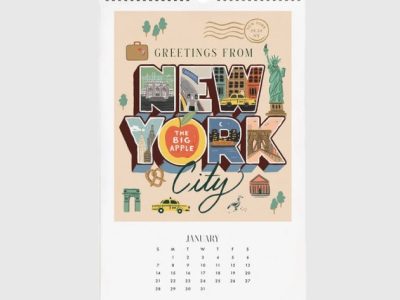 GREETINGS FROM
NEW
YORK
THE
BIG
APPLE
City
JANUARY
S M T W T F S
1 2 3 4 5 6
7 8 9 10 11 12 13
14 15 16 17 18 19 20
21 22 23 24 25 26 27
28 29 30 31